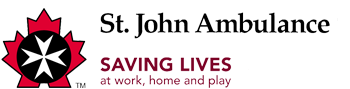 St. John Ambulance
SAVING LIVES
at work, home and play
TM